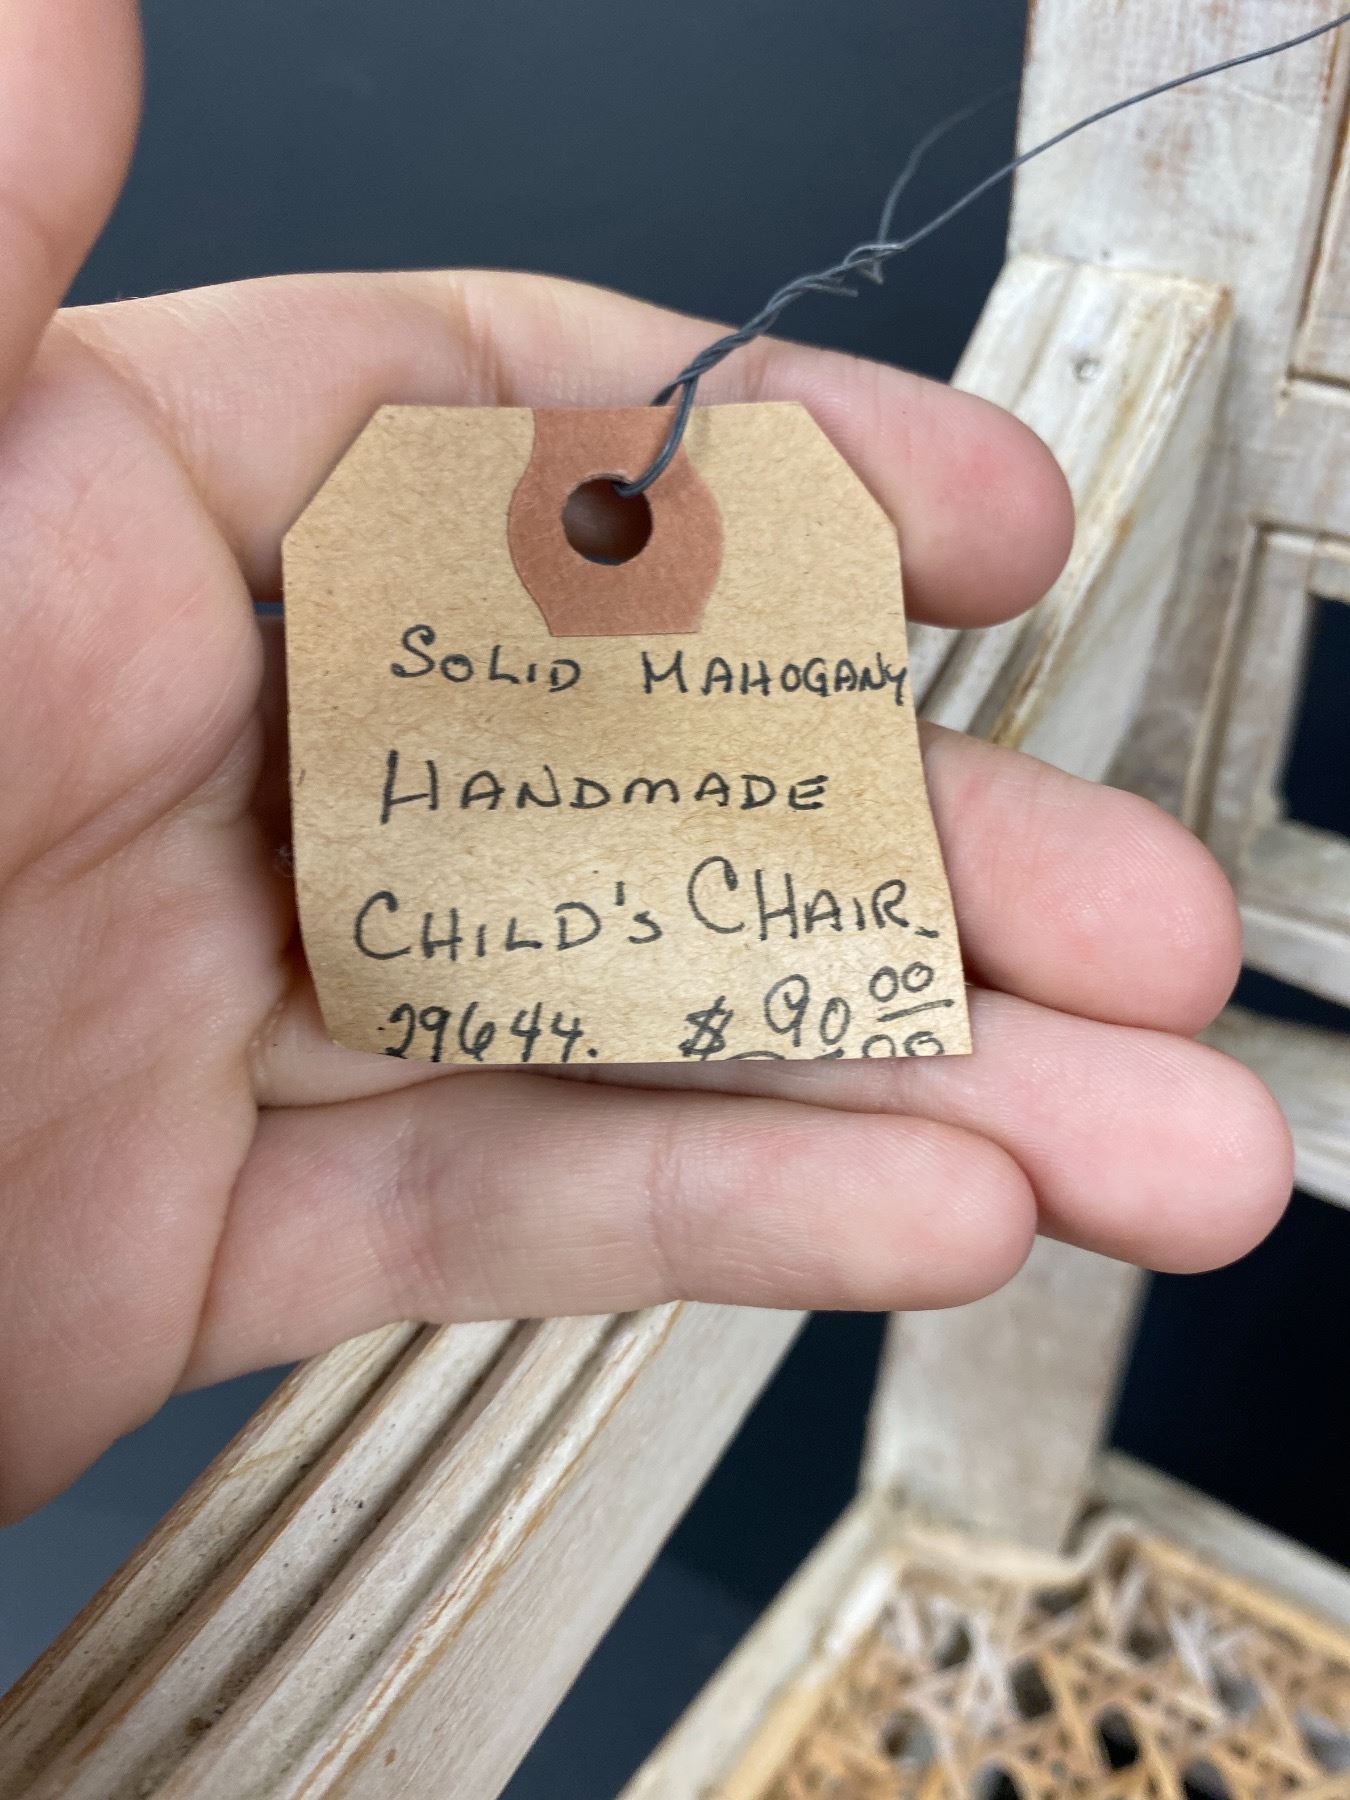 SOLID MAHOGANY
HANDMADE
CHILD'S CHAIR.
29644. $ 90 00